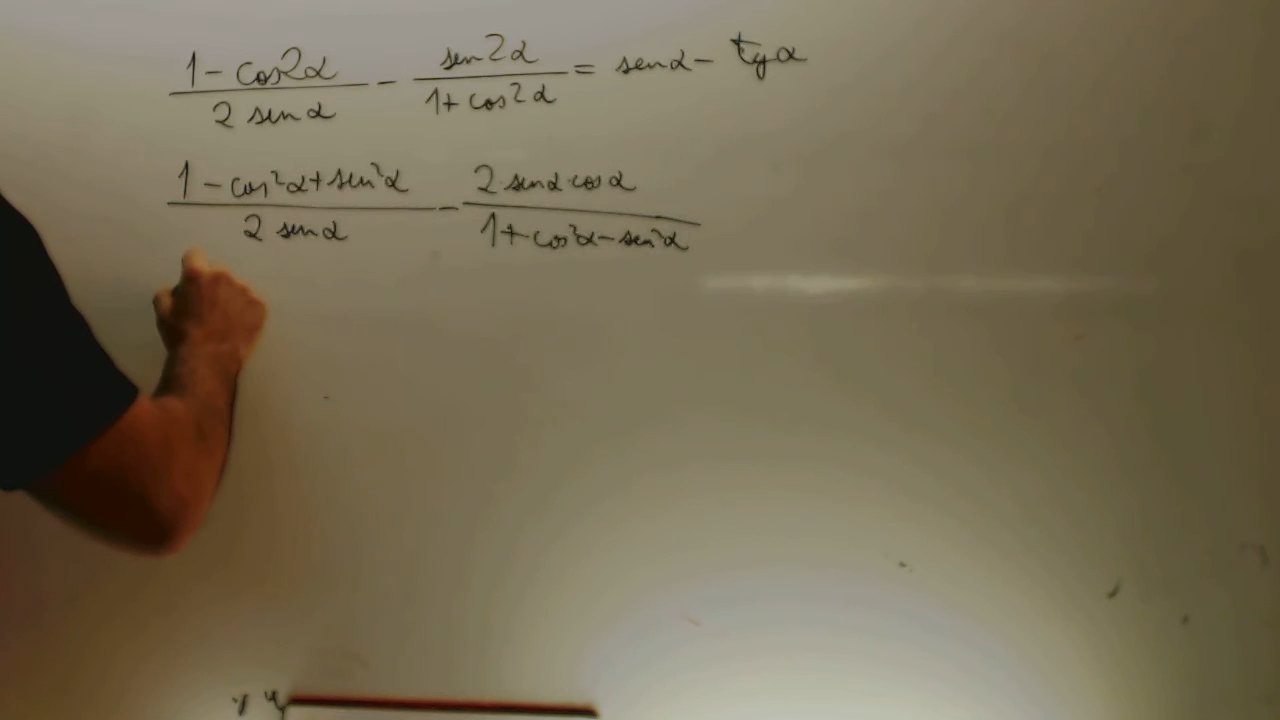 1 - cos2α / 2 senα - sen2α / 1 + cos2α = senα - tgα
1 - cos²α + sen²α / 2 senα - 2 senα·cosα / 1 + cos²α - sen²α